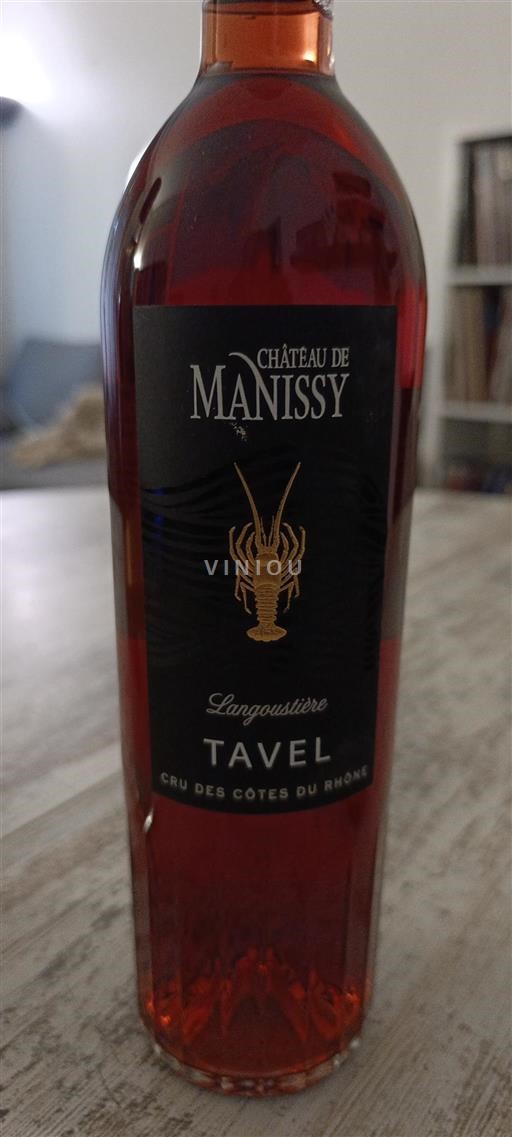 CHÂTEAU DE
MANISSY
VINIOU
Langoustière
TAVEL
CRU DES CÔTES DU RHÔNE